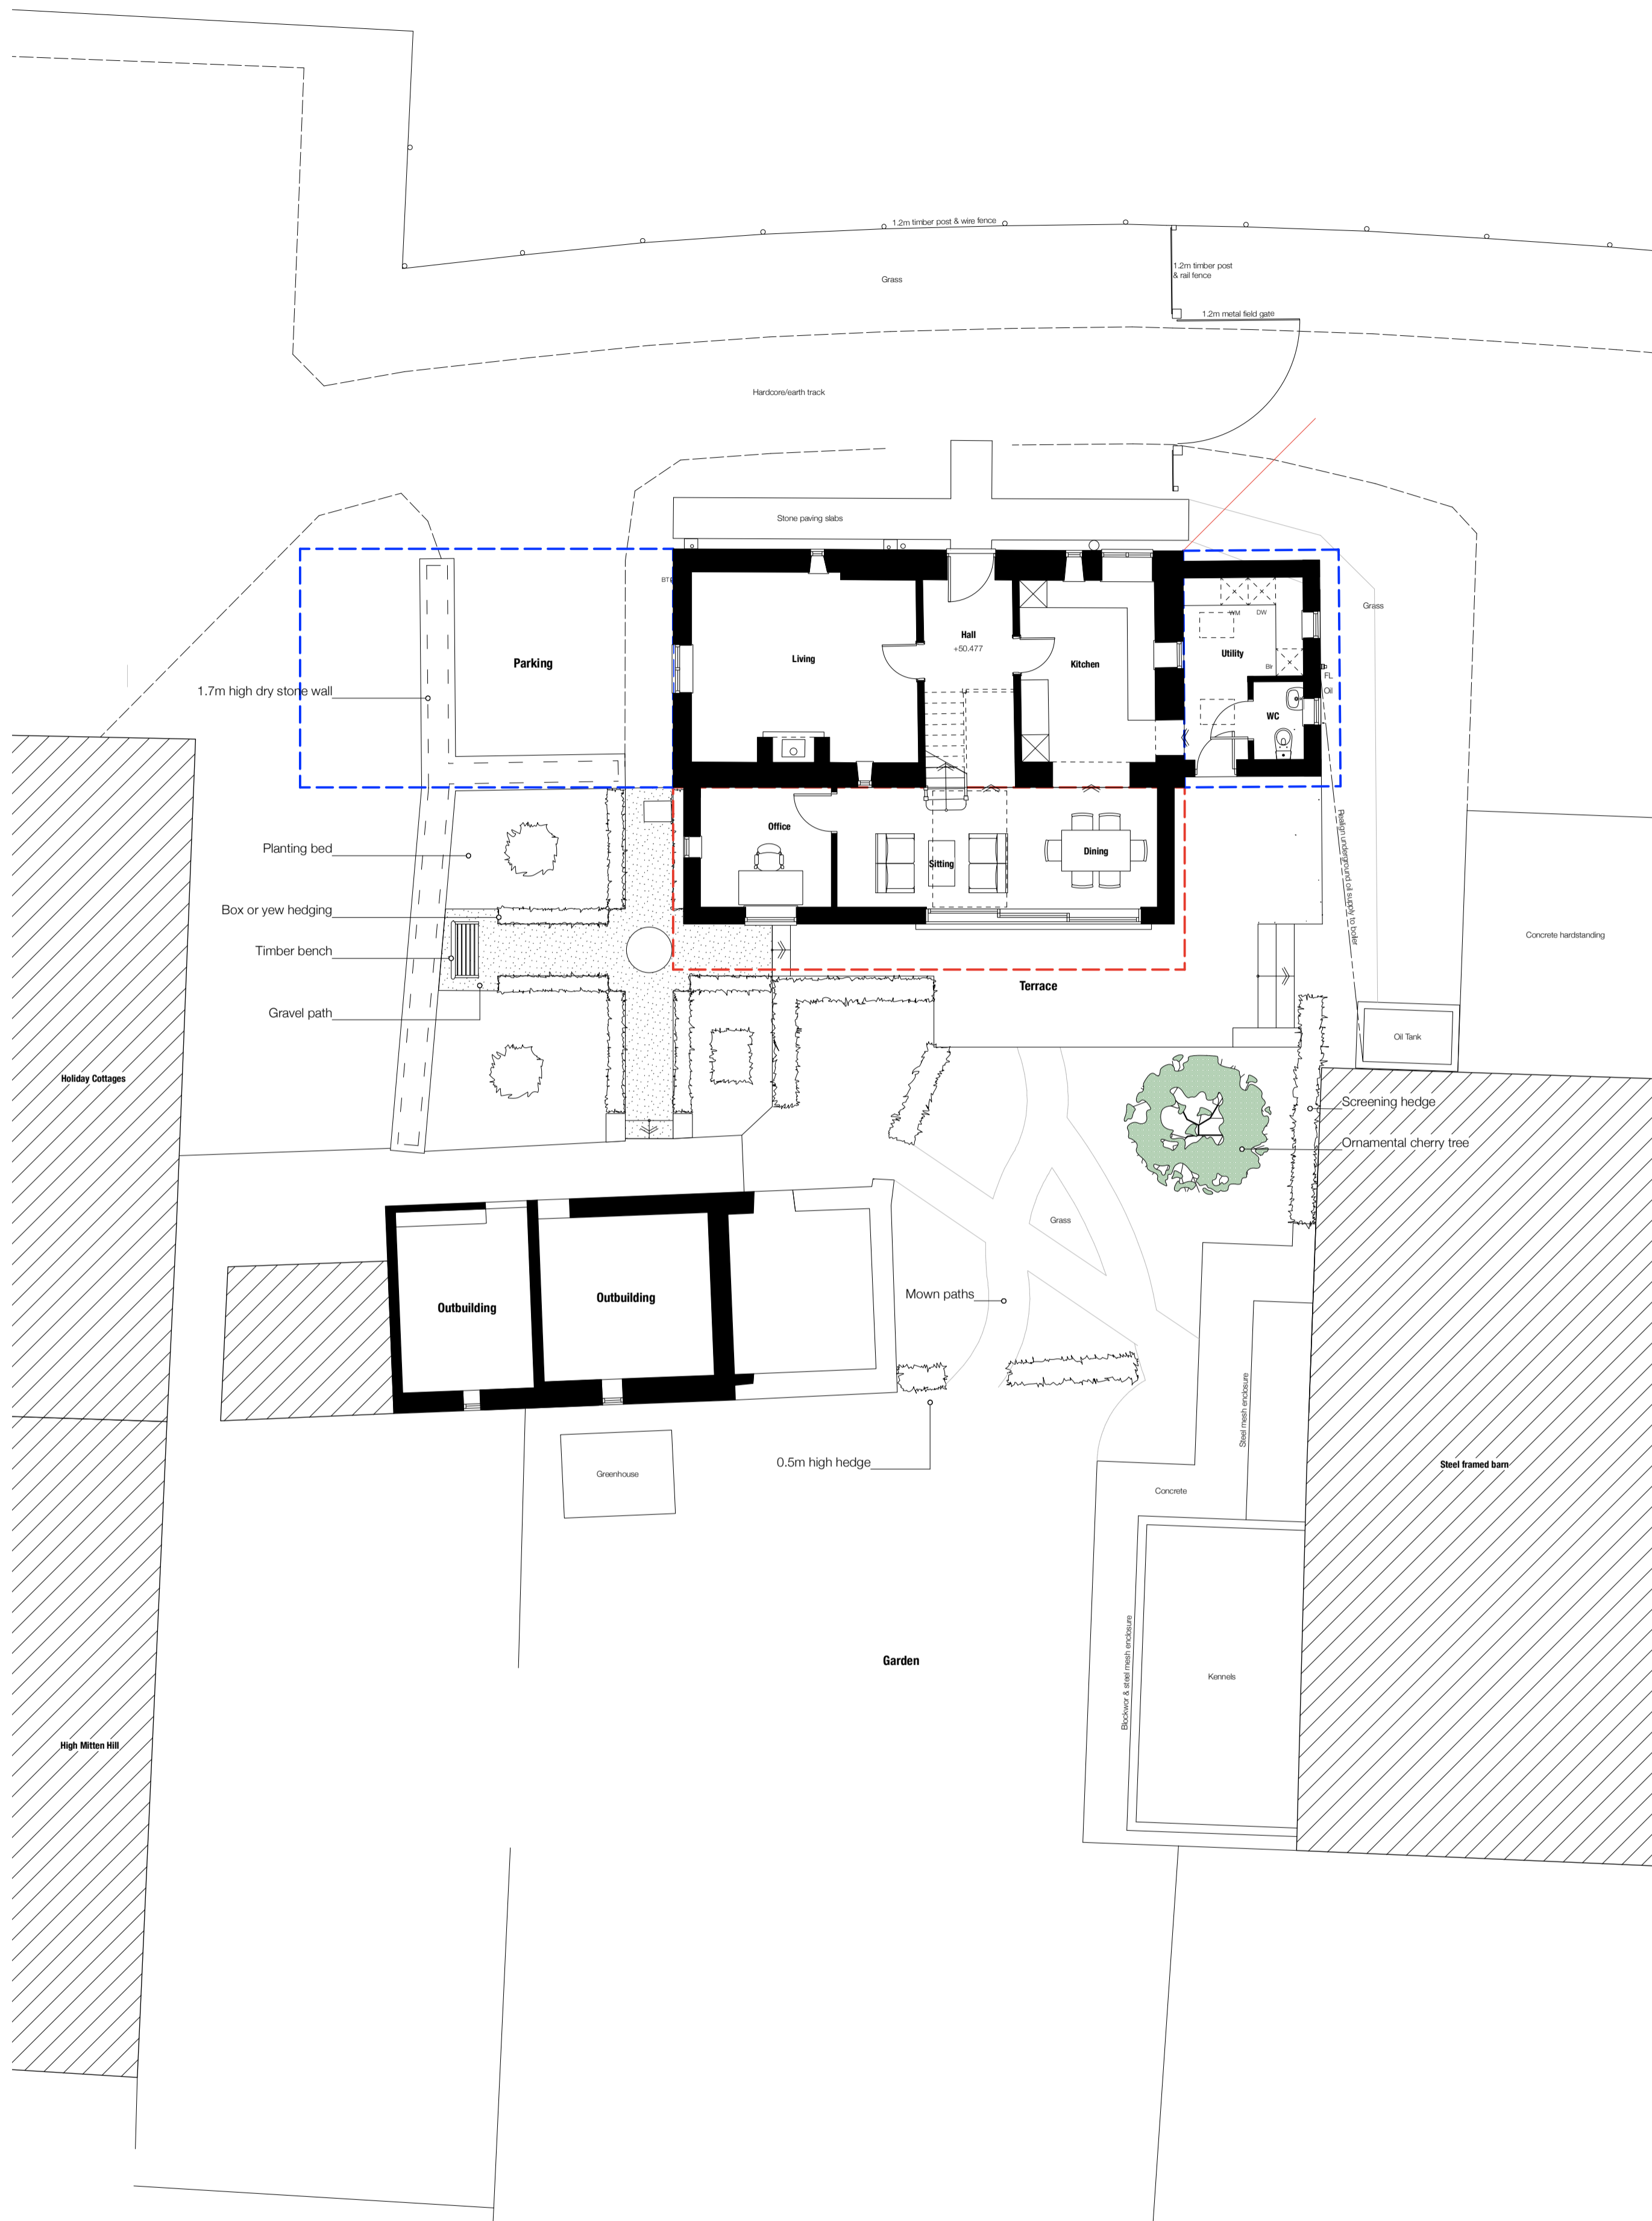 1.2m timber post & wire fence
1.2m timber post
& rail fence
Grass
1.2m metal field gate
Hardcore/earth track
Stone paving slabs
BT
Grass
WM
DW
Hall
+50.477
Living
Kitchen
Utility
Parking
Blr
FL
Oil
1.7m high dry stone wall
WC
Office
Planting bed
Sitting
Dining
Realign underground oil supply to boiler
Box or yew hedging
Timber bench
Concrete hardstanding
Terrace
Gravel path
Oil Tank
Holiday Cottages
Screening hedge
Ornamental cherry tree
Grass
Mown paths
Outbuilding
Outbuilding
Steel mesh enclosure
0.5m high hedge
Steel framed barn
Greenhouse
Concrete
Garden
Kennels
Blockwor & steel mesh enclosure
High Mitten Hill